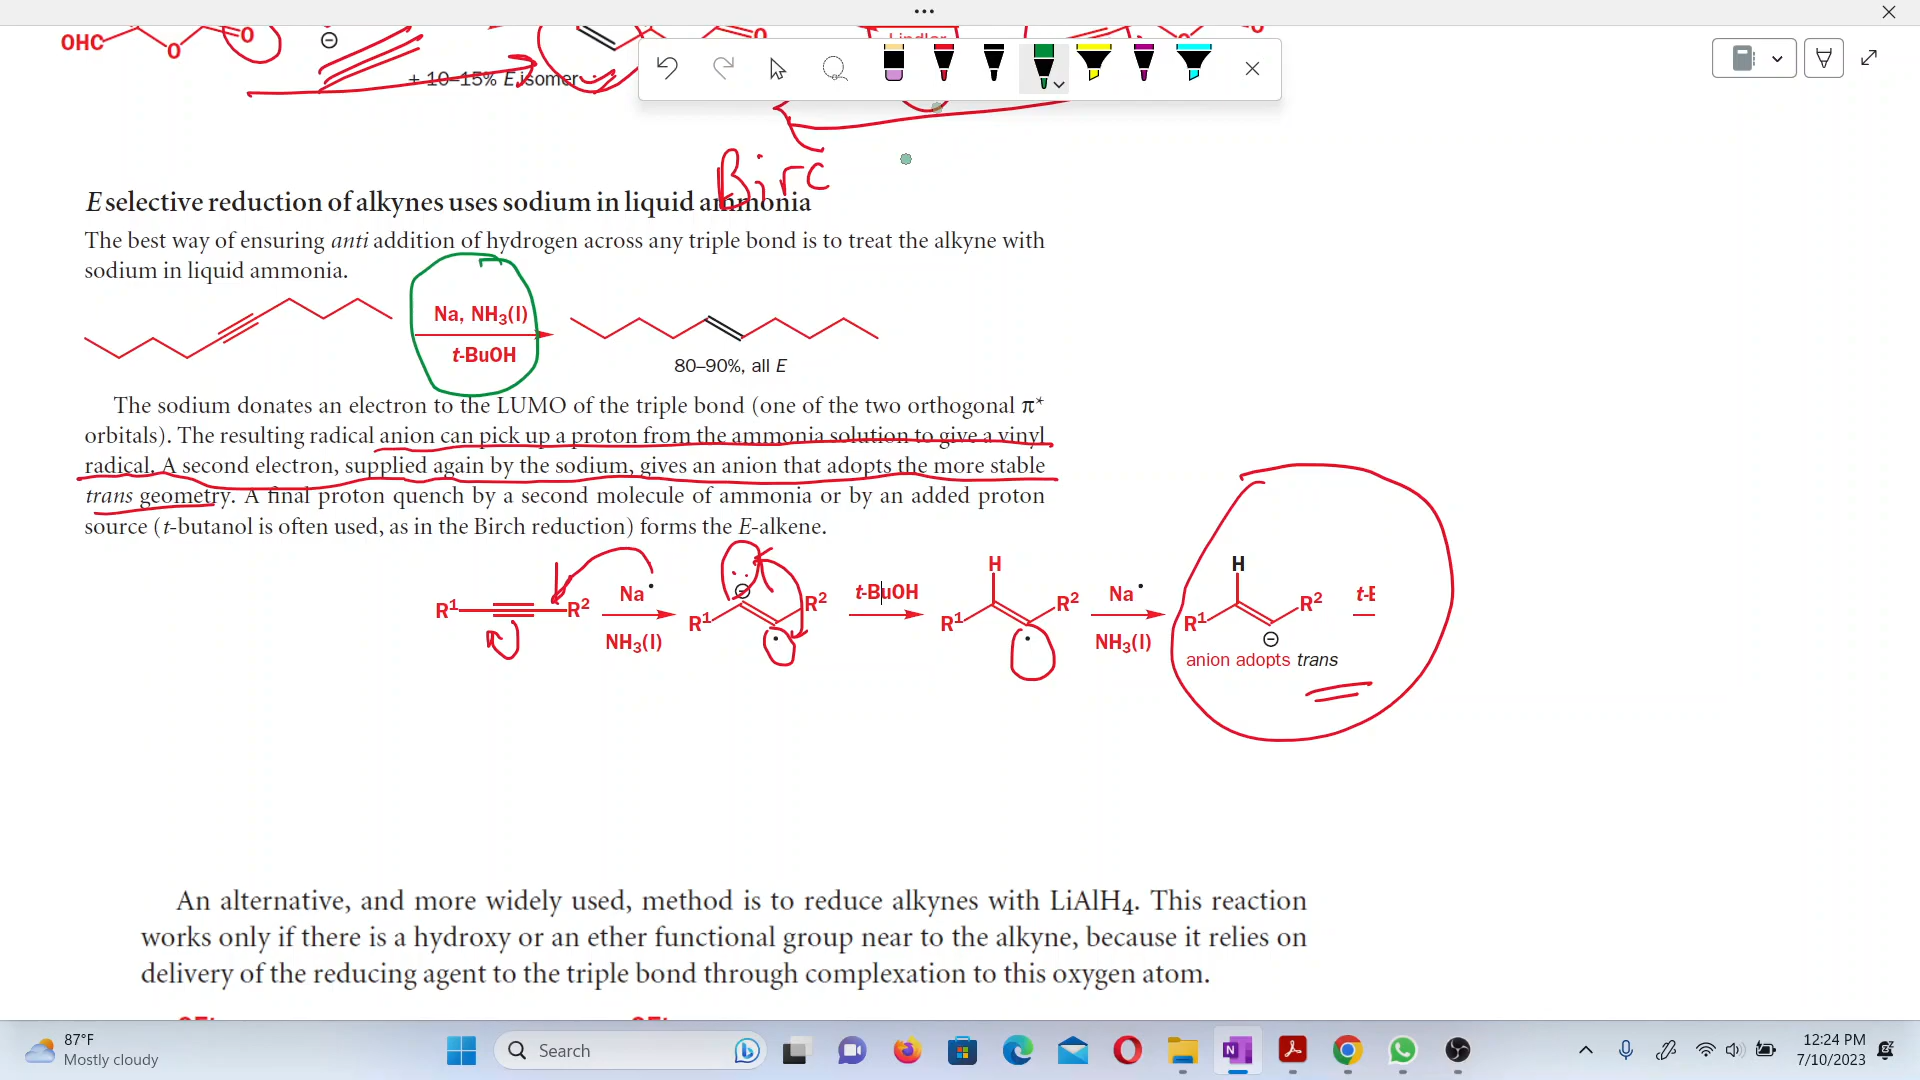 OHC
O
O
⊖
+ 10–15% E isomer
Lindlar
Birc
E selective reduction of alkynes uses sodium in liquid ammonia
The best way of ensuring anti addition of hydrogen across any triple bond is to treat the alkyne with
sodium in liquid ammonia.
Na, NH3(l)
t-BuOH
80–90%, all E
The sodium donates an electron to the LUMO of the triple bond (one of the two orthogonal π*
orbitals). The resulting radical anion can pick up a proton from the ammonia solution to give a vinyl
radical. A second electron, supplied again by the sodium, gives an anion that adopts the more stable
trans geometry. A final proton quench by a second molecule of ammonia or by an added proton
source (t-butanol is often used, as in the Birch reduction) forms the E-alkene.
R1 R2 Na• NH3(l) R1 ⊖ • R2 t-BuOH H R1 • R2 Na• NH3(l) H R1 ⊖ R2 t-B
anion adopts trans
An alternative, and more widely used, method is to reduce alkynes with LiAlH4. This reaction
works only if there is a hydroxy or an ether functional group near to the alkyne, because it relies on
delivery of the reducing agent to the triple bond through complexation to this oxygen atom.
87°F
Mostly cloudy
Search
12:24 PM
7/10/2023